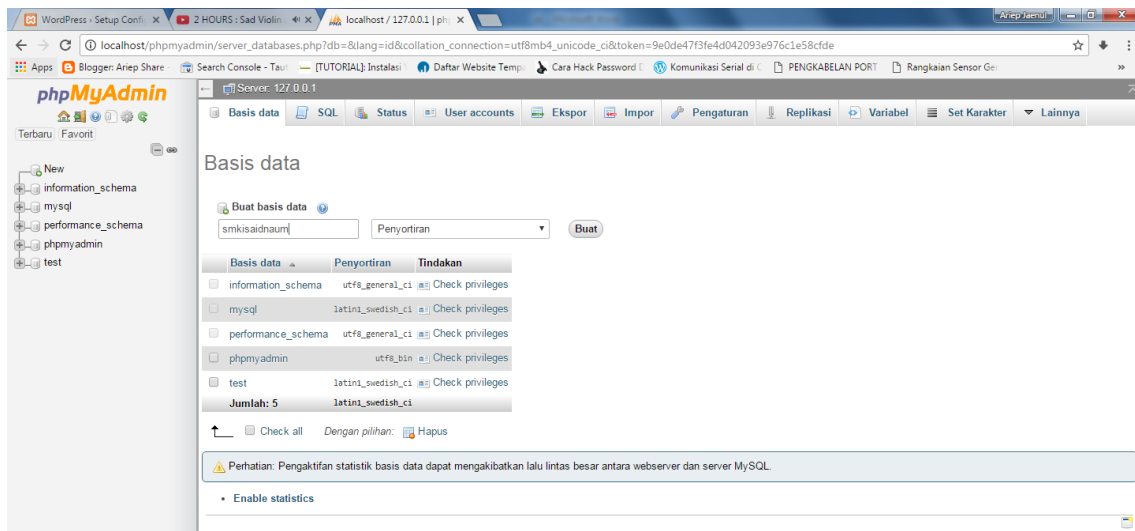 WordPress › Setup Confi
2 HOURS : Sad Violin
localhost / 127.0.0.1 | ph
Ariep Jaenul
localhost/phpmyadmin/server_databases.php?db=&lang=id&collation_connection=utf8mb4_unicode_ci&token=9e0de47f3fe4d042093e976c1e58cfde
Apps Blogger: Ariep Share - Search Console - Taut [TUTORIAL]: Instalasi Daftar Website Temp Cara Hack Password Komunikasi Serial di PENGKABELAN PORT Rangkaian Sensor Ge »
phpMyAdmin
Terbaru Favorit
New
information_schema
mysql
performance_schema
phpmyadmin
test
Server: 127.0.0.1
Basis data SQL Status User accounts Ekspor Impor Pengaturan Replikasi Variabel Set Karakter Lainnya
Basis data
Buat basis data
smkisaidnaum Penyortiran Buat
Basis data Penyortiran Tindakan
information_schema utf8_general_ci Check privileges
mysql latin1_swedish_ci Check privileges
performance_schema utf8_general_ci Check privileges
phpmyadmin utf8_bin Check privileges
test latin1_swedish_ci Check privileges
Jumlah: 5 latin1_swedish_ci
Check all Dengan pilihan: Hapus
Perhatian: Pengaktifan statistik basis data dapat mengakibatkan lalu lintas besar antara webserver dan server MySQL.
• Enable statistics